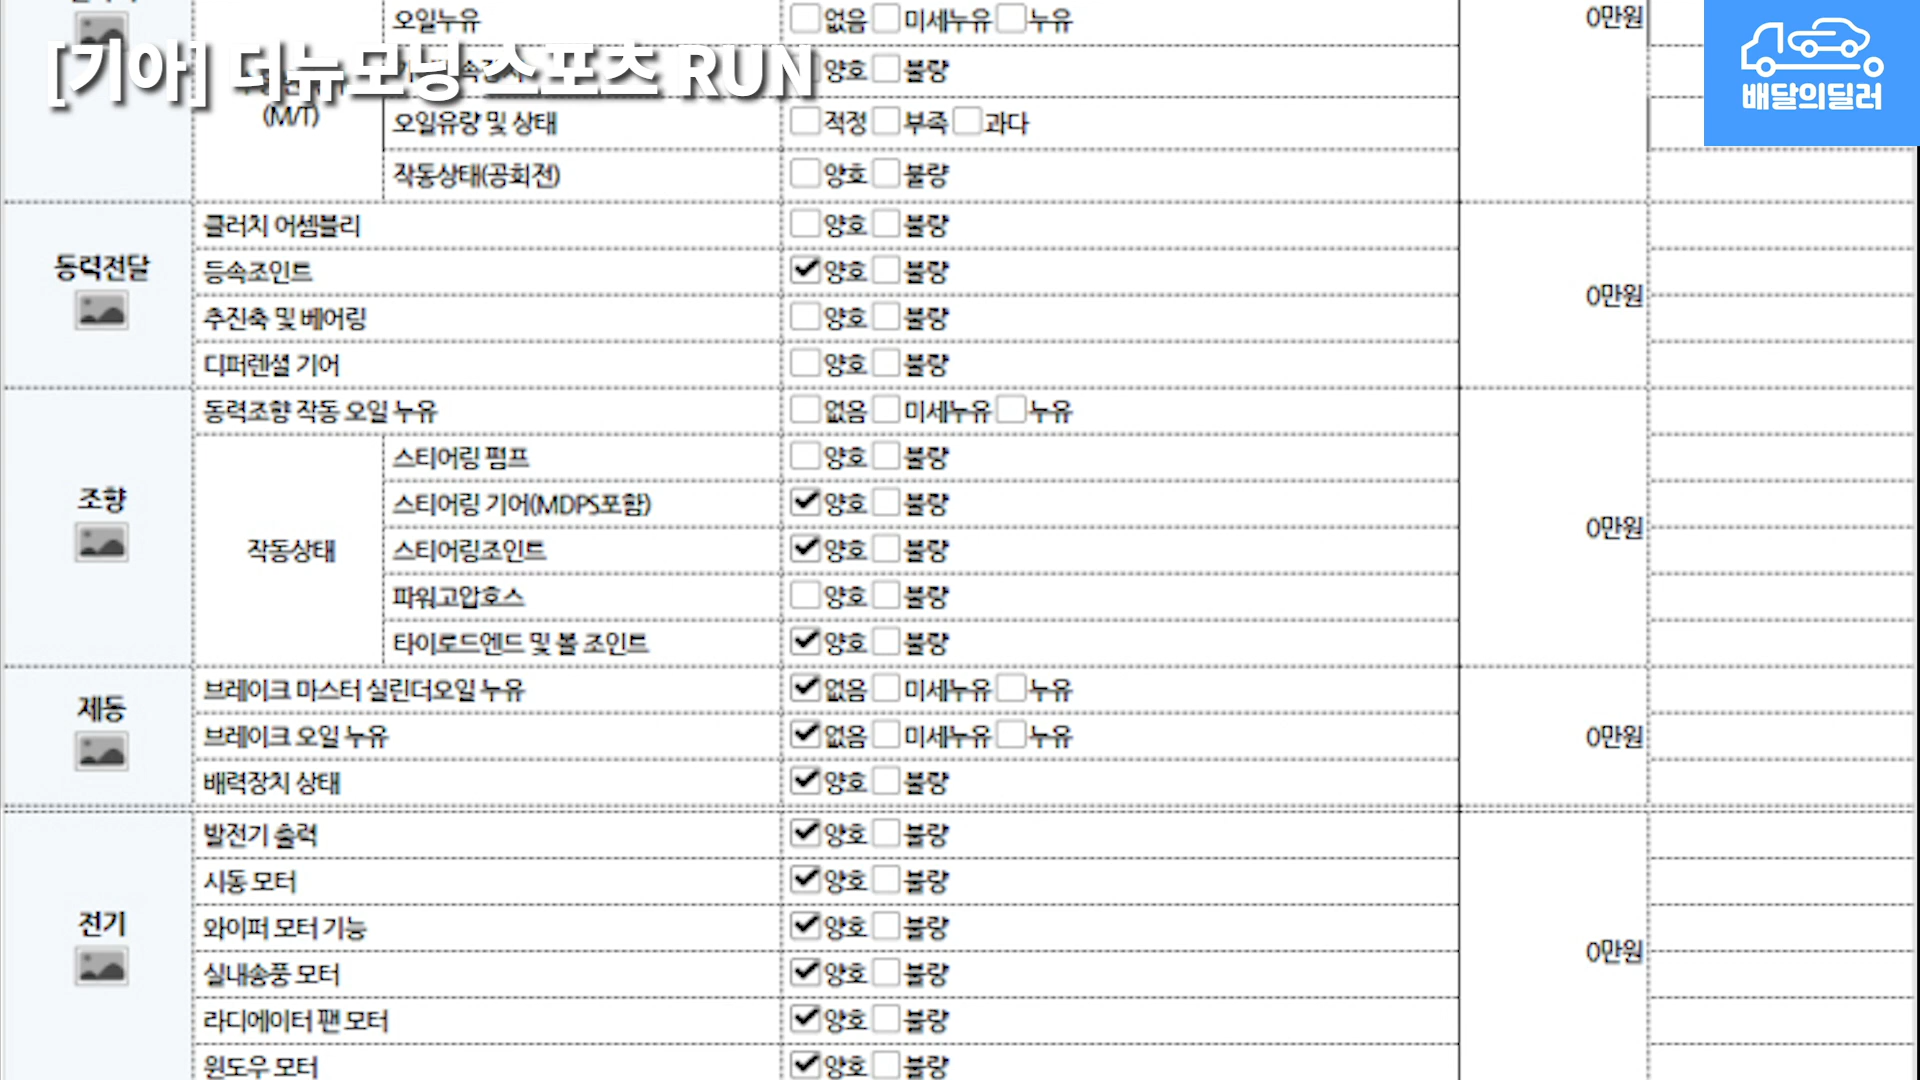 [기아] 더뉴모닝 스포츠 RUN
배달의딜러
오일누유 없음 미세누유 누유 0만원
양호 불량
(M/T)
오일유량 및 상태 적정 부족 과다
작동상태(공회전) 양호 불량
동력전달
클러치 어셈블리 양호 불량
등속조인트 양호 불량
0만원
추진축 및 베어링 양호 불량
디퍼렌셜 기어 양호 불량
조향
동력조향 작동 오일 누유 없음 미세누유 누유
작동상태
스티어링 펌프 양호 불량
스티어링 기어(MDPS포함) 양호 불량
0만원
스티어링조인트 양호 불량
파워고압호스 양호 불량
타이로드엔드 및 볼 조인트 양호 불량
제동
브레이크 마스터 실린더오일 누유 없음 미세누유 누유
브레이크 오일 누유 없음 미세누유 누유 0만원
배력장치 상태 양호 불량
전기
발전기 출력 양호 불량
시동 모터 양호 불량
와이퍼 모터 기능 양호 불량
0만원
실내송풍 모터 양호 불량
라디에이터 팬 모터 양호 불량
윈도우 모터 양호 불량